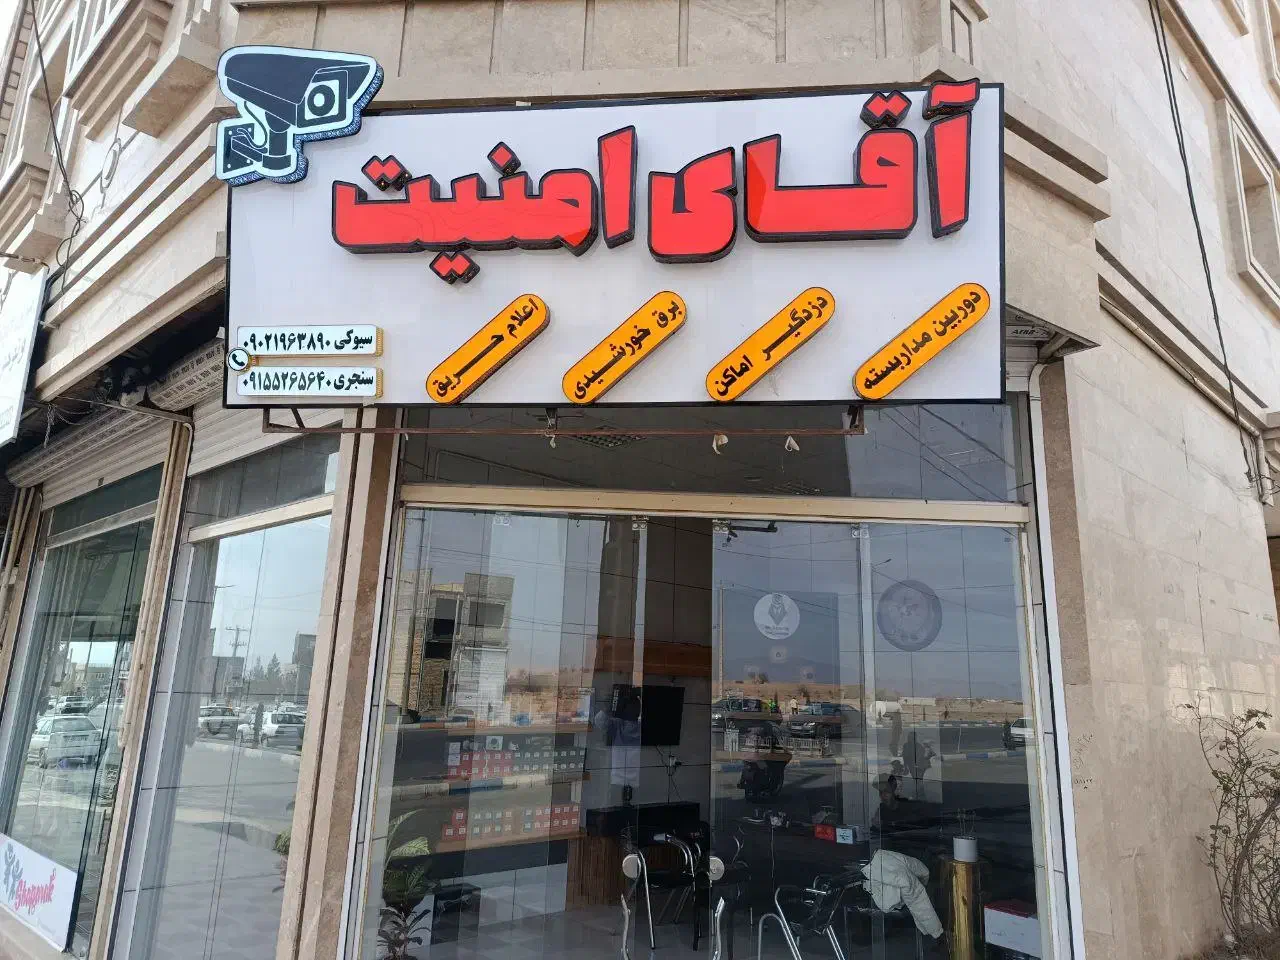 آقای امنیت
دوربین مداربسته
دزدگیر اماکن
برق خورشیدی
اعلام حریق
سیوکی ۰۹۰۲۱۹۶۳۸۹۰
سنجری ۰۹۱۵۵۲۶۵۶۴۰